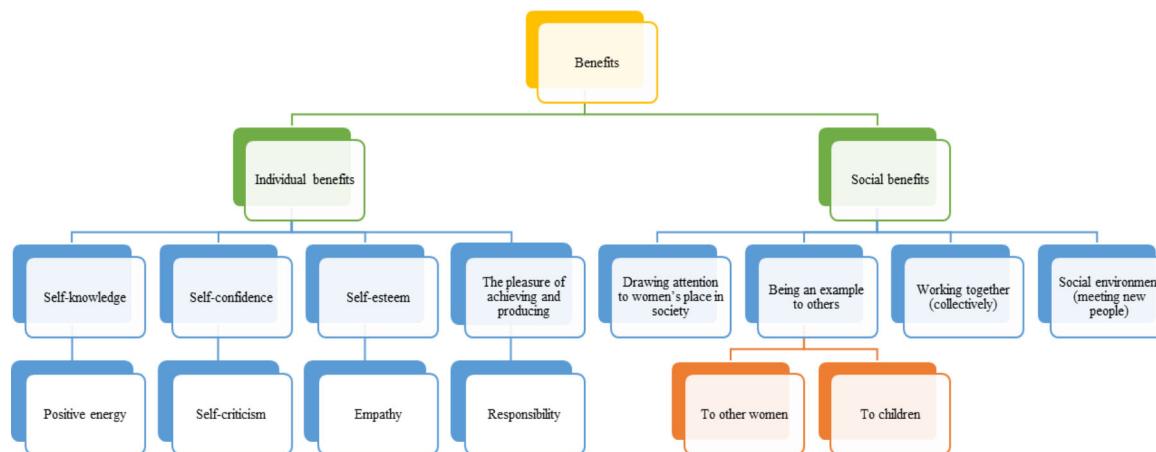 Benefits
Individual benefits
Social benefits
Self-knowledge
Self-confidence
Self-esteem
The pleasure of
achieving and
producing
Drawing attention
to women’s place in
society
Being an example
to others
Working together
(collectively)
Social environment
(meeting new
people)
Positive energy
Self-criticism
Empathy
Responsibility
To other women
To children